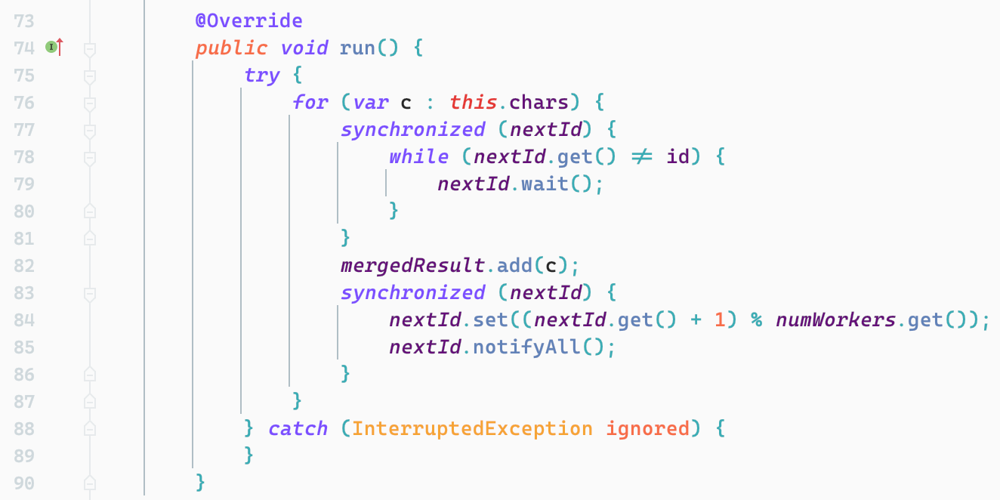 73 @Override
74 I public void run() {
75 try {
76 for (var c : this.chars) {
77 synchronized (nextId) {
78 while (nextId.get() ≠ id) {
79 nextId.wait();
80 }
81 }
82 mergedResult.add(c);
83 synchronized (nextId) {
84 nextId.set((nextId.get() + 1) % numWorkers.get());
85 nextId.notifyAll();
86 }
87 }
88 } catch (InterruptedException ignored) {
89 }
90 }